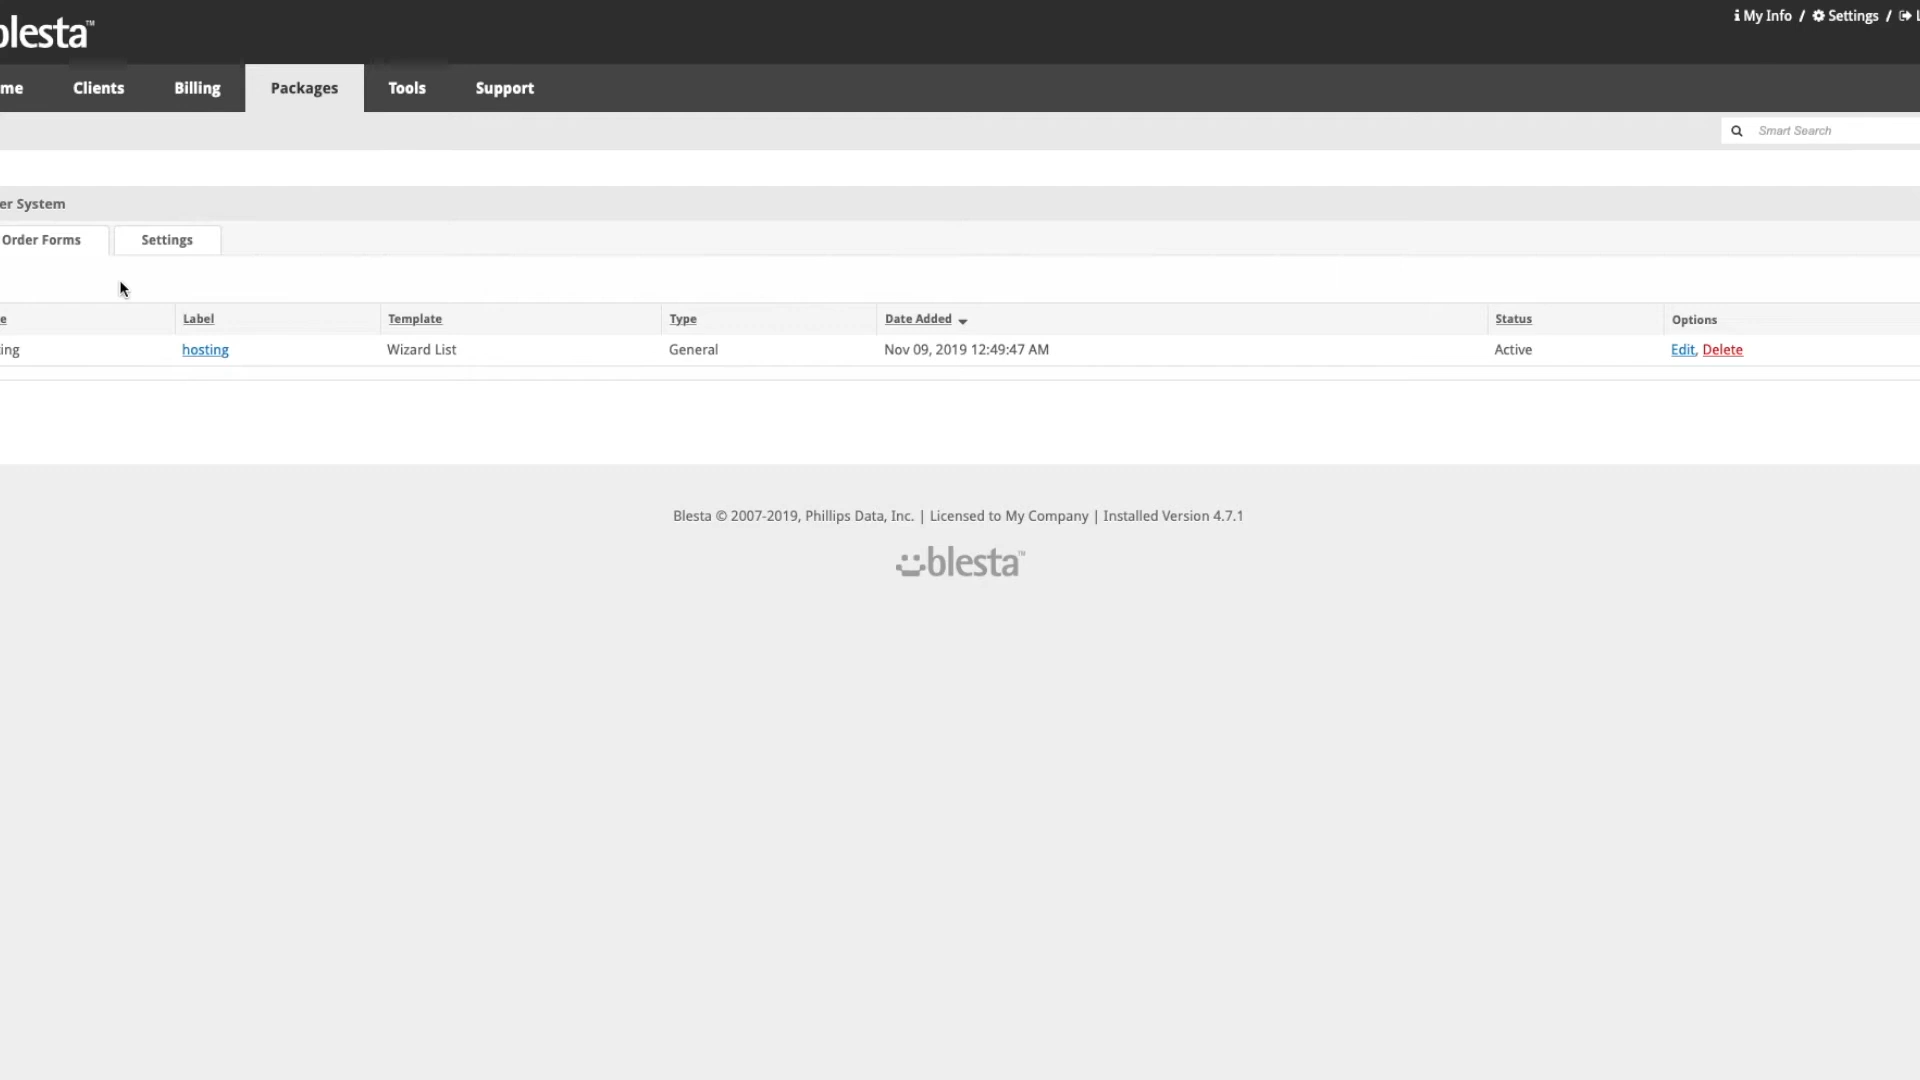 blesta™
My Info / Settings /
me Clients Billing Packages Tools Support
Smart Search
er System
Order Forms Settings
e Label Template Type Date Added Status Options
ing hosting Wizard List General Nov 09, 2019 12:49:47 AM Active Edit, Delete
Blesta © 2007-2019, Phillips Data, Inc. | Licensed to My Company | Installed Version 4.7.1
blesta™